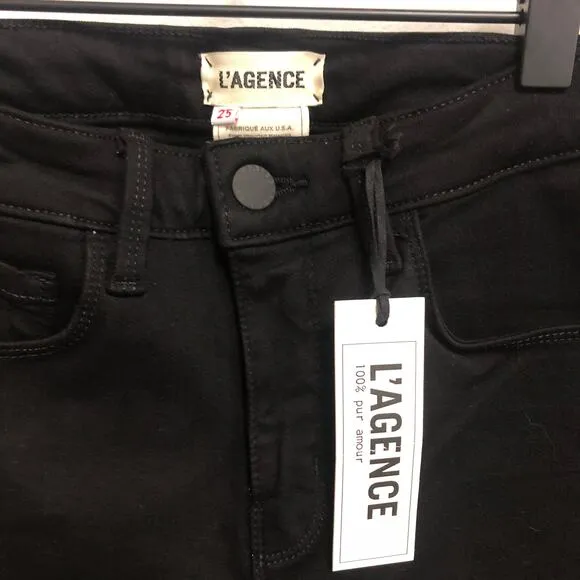 L'AGENCE
25
FABRIQUÉ AUX U.S.A.
L'AGENCE
100% pur amour